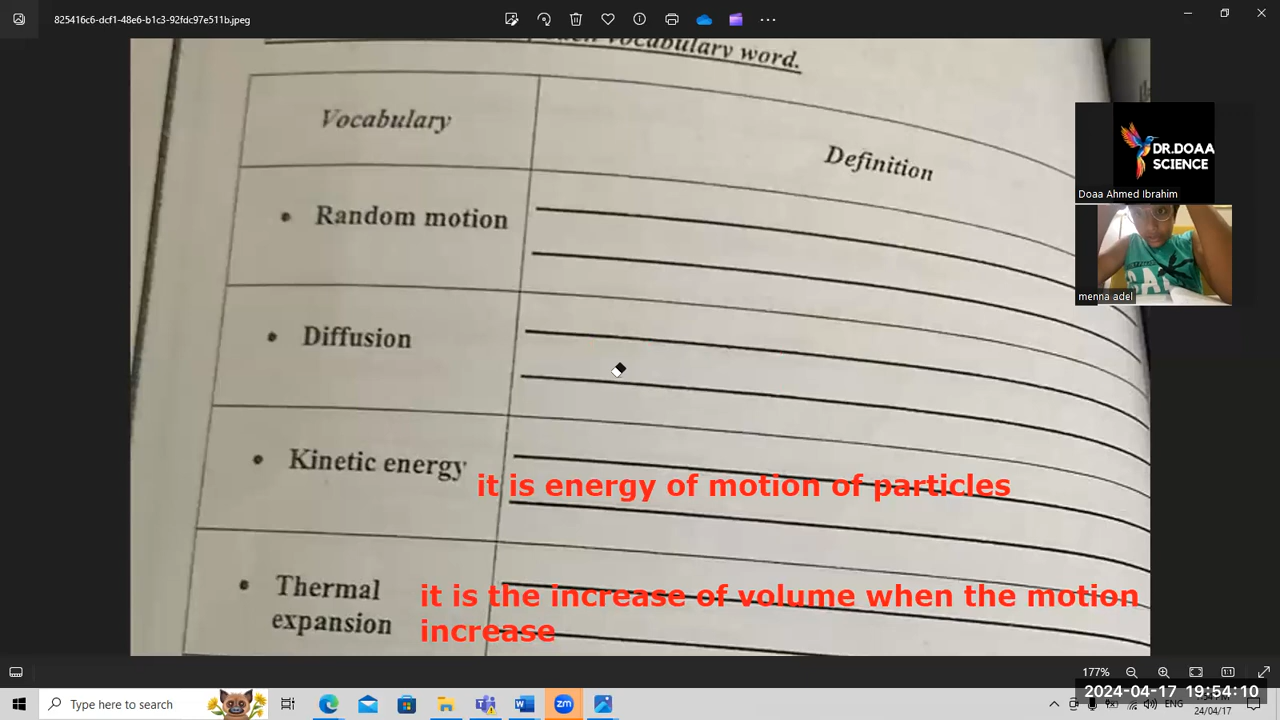 825416c6-dcf1-48e6-b1c3-92fdc97e511b.jpeg
vocabulary word.
Vocabulary
Definition
Random motion
Diffusion
Kinetic energy
it is energy of motion of particles
Thermal
expansion
it is the increase of volume when the motion
increase
DR.DOAA
SCIENCE
Doaa Ahmed Ibrahim
menna adel
177%
Type here to search
zm
ENG
2024-04-17 19:54:10
24/04/17